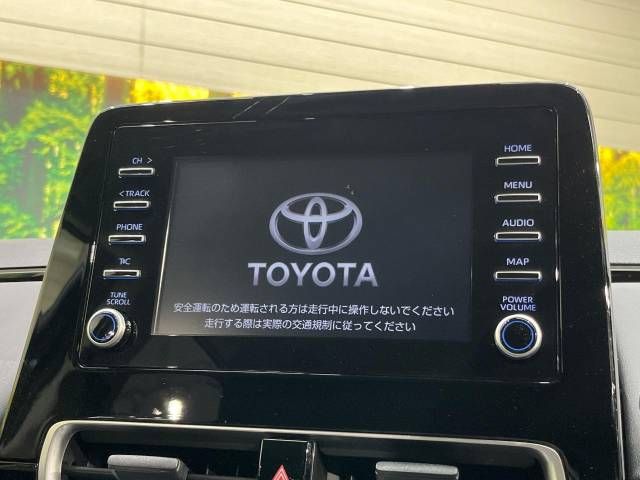 CH >
< TRACK
PHONE
T/C
TUNE
SCROLL
TOYOTA
安全運転のため運転される方は走行中に操作しないでください
走行する際は実際の交通規制に従ってください
HOME
MENU
AUDIO
MAP
POWER
VOLUME